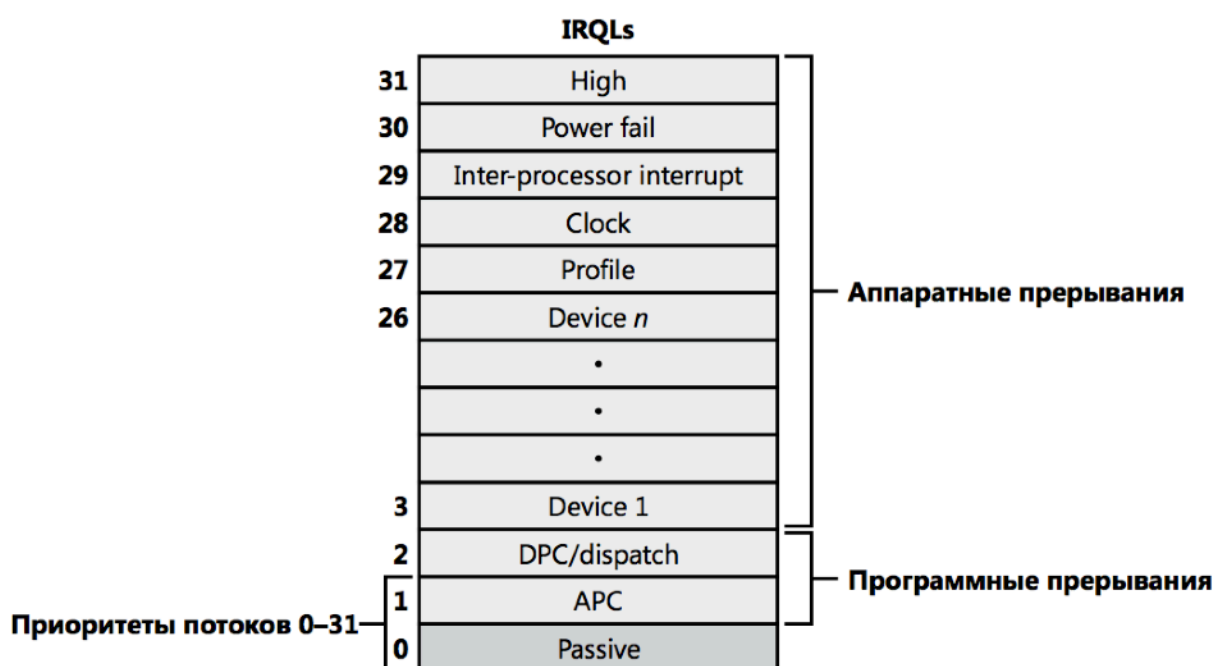 IRQLs
31 High
30 Power fail
29 Inter-processor interrupt
28 Clock
27 Profile
Аппаратные прерывания
26 Device n
.
.
.
3 Device 1
2 DPC/dispatch
Программные прерывания
1 APC
Приоритеты потоков 0–31
0 Passive